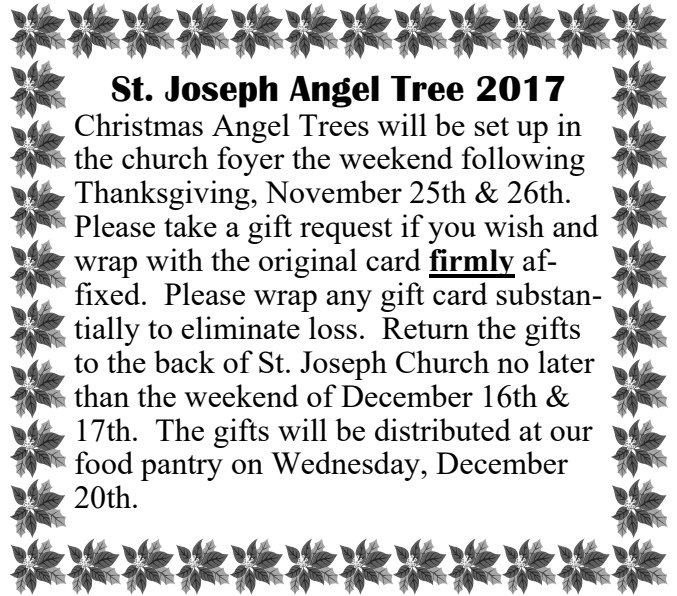 St. Joseph Angel Tree 2017
Christmas Angel Trees will be set up in
the church foyer the weekend following
Thanksgiving, November 25th & 26th.
Please take a gift request if you wish and
wrap with the original card firmly af-
fixed.  Please wrap any gift card substan-
tially to eliminate loss.  Return the gifts
to the back of St. Joseph Church no later
than the weekend of December 16th &
17th.  The gifts will be distributed at our
food pantry on Wednesday, December
20th.